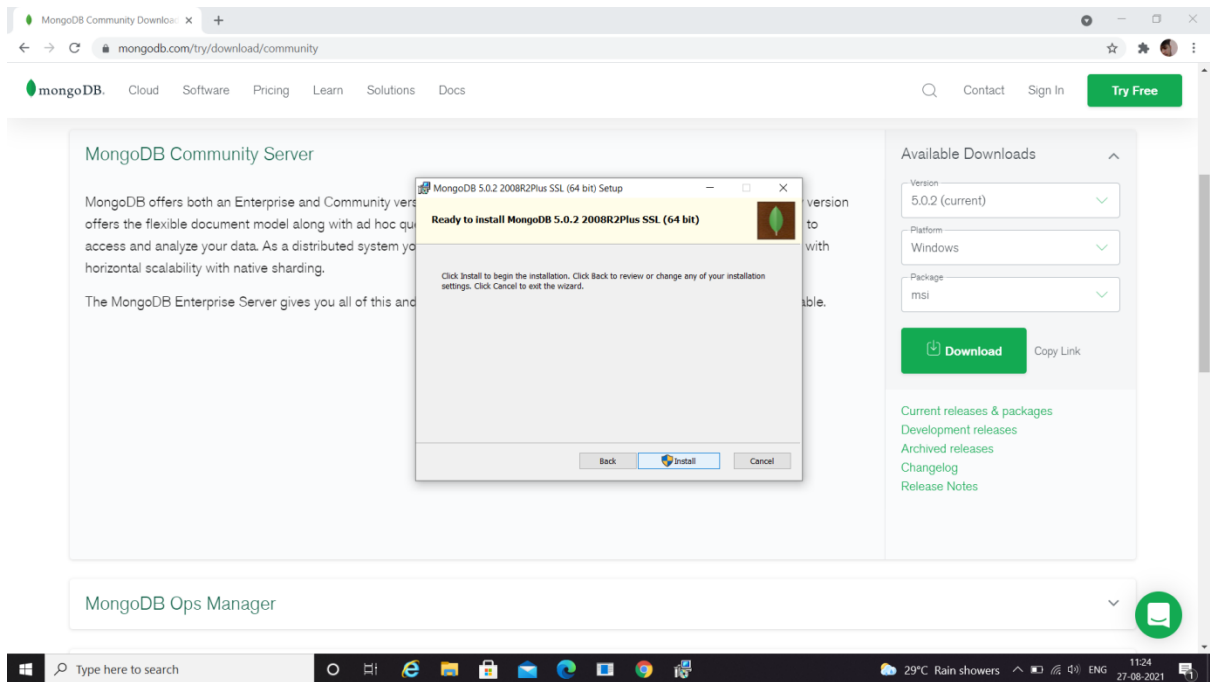 MongoDB Community Download
mongodb.com/try/download/community
mongoDB.
Cloud Software Pricing Learn Solutions Docs
Contact Sign In Try Free
MongoDB Community Server
MongoDB offers both an Enterprise and Community vers
version
offers the flexible document model along with ad hoc qu
to
access and analyze your data. As a distributed system yo
with
horizontal scalability with native sharding.
The MongoDB Enterprise Server gives you all of this and
able.
MongoDB 5.0.2 2008R2Plus SSL (64 bit) Setup
Ready to install MongoDB 5.0.2 2008R2Plus SSL (64 bit)
Click Install to begin the installation. Click Back to review or change any of your installation
settings. Click Cancel to exit the wizard.
Back Install Cancel
Available Downloads
Version
5.0.2 (current)
Platform
Windows
Package
msi
Download Copy Link
Current releases & packages
Development releases
Archived releases
Changelog
Release Notes
MongoDB Ops Manager
Type here to search
29°C Rain showers ENG
11:24
27-08-2021
1